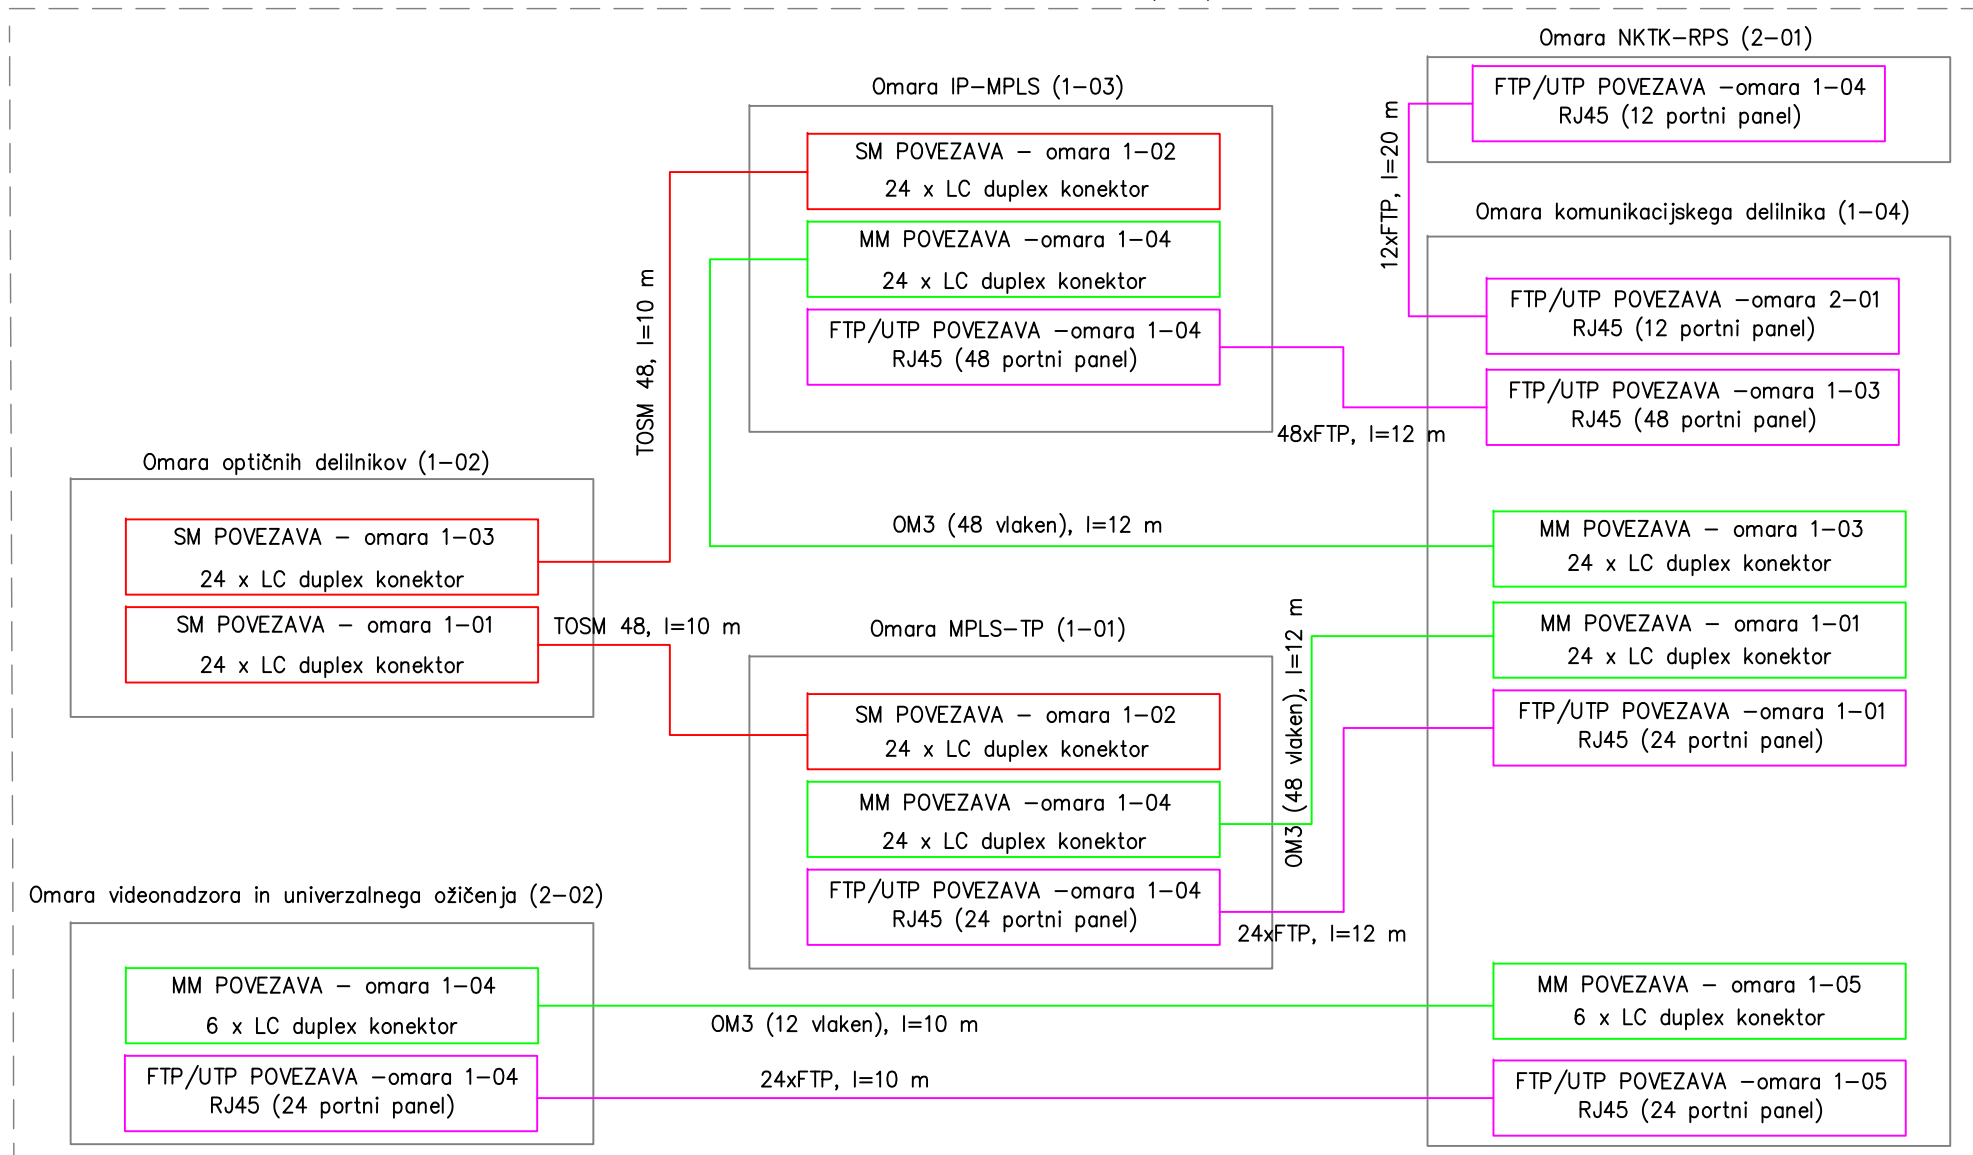 Omara NKTK-RPS (2-01)
FTP/UTP POVEZAVA -omara 1-04
RJ45 (12 portni panel)
12xFTP, l=20 m
Omara IP-MPLS (1-03)
SM POVEZAVA - omara 1-02
24 x LC duplex konektor
MM POVEZAVA -omara 1-04
24 x LC duplex konektor
FTP/UTP POVEZAVA -omara 1-04
RJ45 (48 portni panel)
TOSM 48, l=10 m
48xFTP, l=12 m
Omara komunikacijskega delilnika (1-04)
FTP/UTP POVEZAVA -omara 2-01
RJ45 (12 portni panel)
FTP/UTP POVEZAVA -omara 1-03
RJ45 (48 portni panel)
MM POVEZAVA - omara 1-03
24 x LC duplex konektor
MM POVEZAVA - omara 1-01
24 x LC duplex konektor
FTP/UTP POVEZAVA -omara 1-01
RJ45 (24 portni panel)
MM POVEZAVA - omara 1-05
6 x LC duplex konektor
FTP/UTP POVEZAVA -omara 1-05
RJ45 (24 portni panel)
Omara optičnih delilnikov (1-02)
SM POVEZAVA - omara 1-03
24 x LC duplex konektor
SM POVEZAVA - omara 1-01
24 x LC duplex konektor
OM3 (48 vlaken), l=12 m
TOSM 48, l=10 m
Omara MPLS-TP (1-01)
SM POVEZAVA - omara 1-02
24 x LC duplex konektor
MM POVEZAVA -omara 1-04
24 x LC duplex konektor
FTP/UTP POVEZAVA -omara 1-04
RJ45 (24 portni panel)
OM3 (48 vlaken), l=12 m
24xFTP, l=12 m
Omara videonadzora in univerzalnega ožičenja (2-02)
MM POVEZAVA - omara 1-04
6 x LC duplex konektor
FTP/UTP POVEZAVA -omara 1-04
RJ45 (24 portni panel)
OM3 (12 vlaken), l=10 m
24xFTP, l=10 m